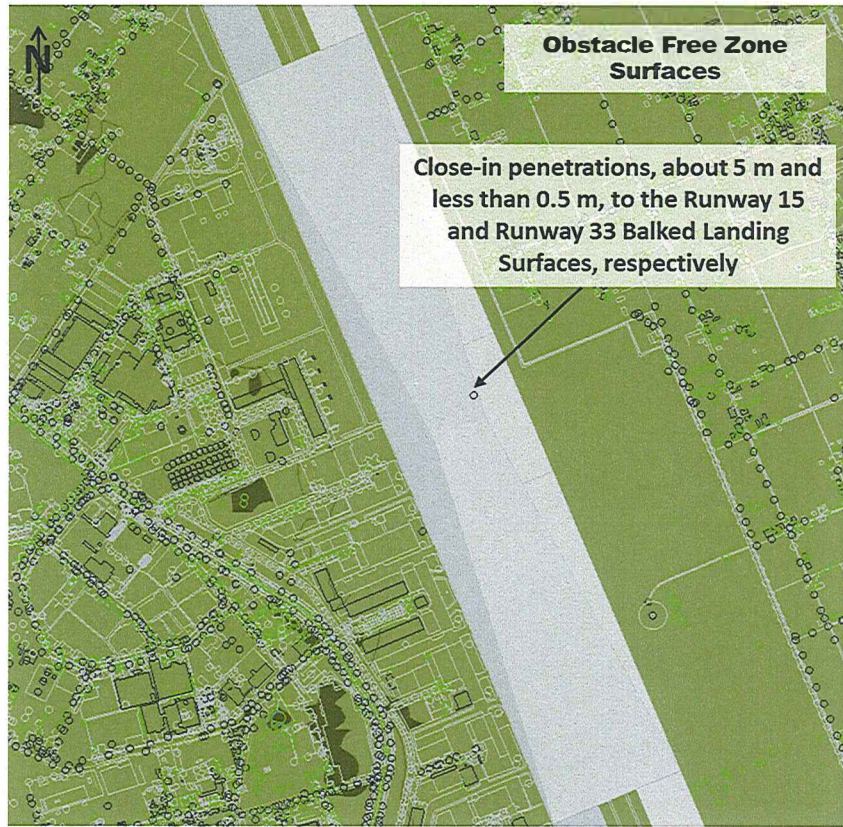 N
Obstacle Free Zone
Surfaces
Close-in penetrations, about 5 m and
less than 0.5 m, to the Runway 15
and Runway 33 Balked Landing
Surfaces, respectively